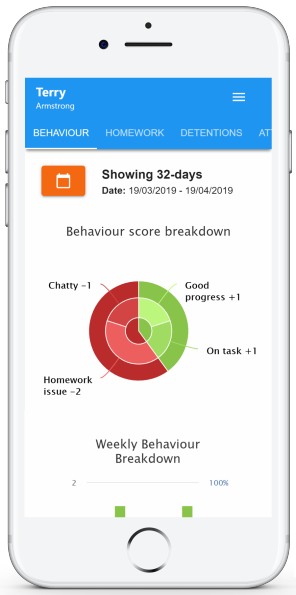 Terry
Armstrong
BEHAVIOUR HOMEWORK DETENTIONS AT
Showing 32-days
Date: 19/03/2019 - 19/04/2019
Behaviour score breakdown
Chatty -1
Good
progress +1
On task +1
Homework
issue -2
Weekly Behaviour
Breakdown
2 100%